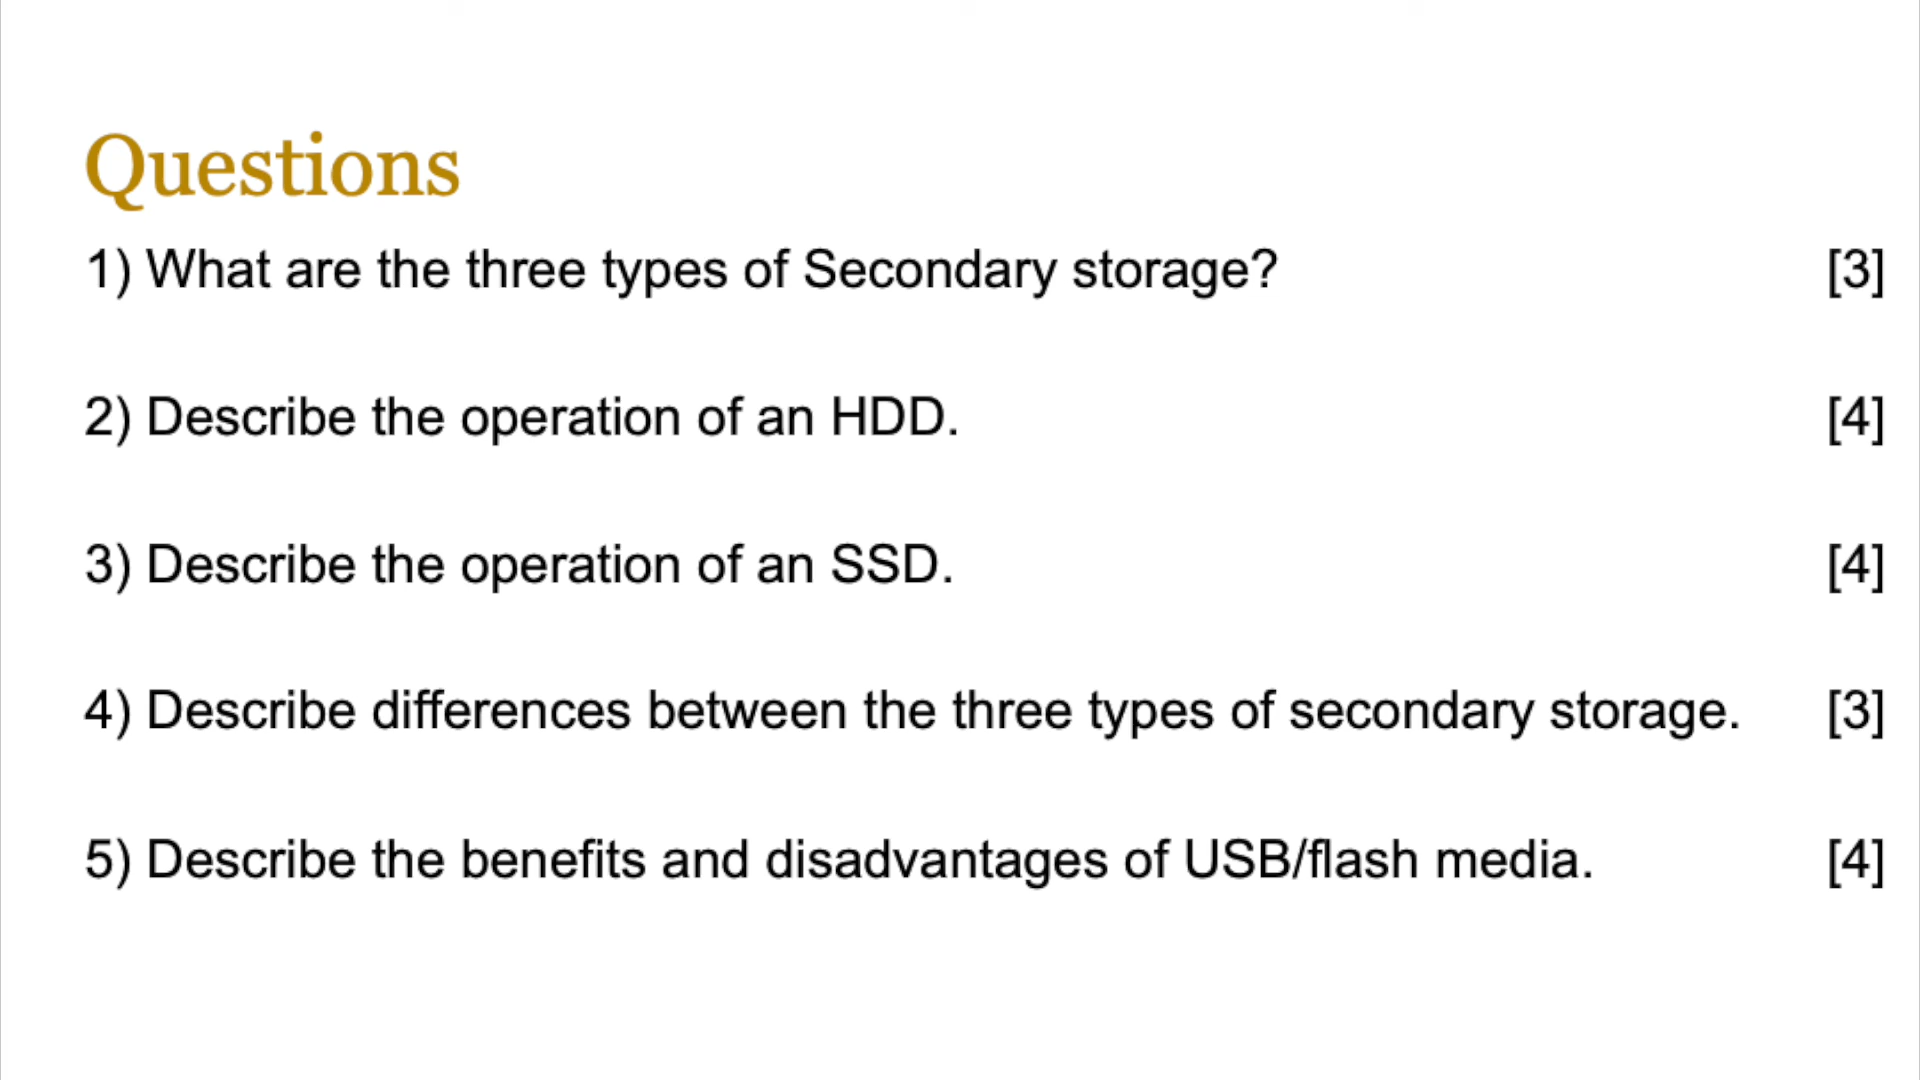 Questions
1) What are the three types of Secondary storage? [3]
2) Describe the operation of an HDD. [4]
3) Describe the operation of an SSD. [4]
4) Describe differences between the three types of secondary storage. [3]
5) Describe the benefits and disadvantages of USB/flash media. [4]